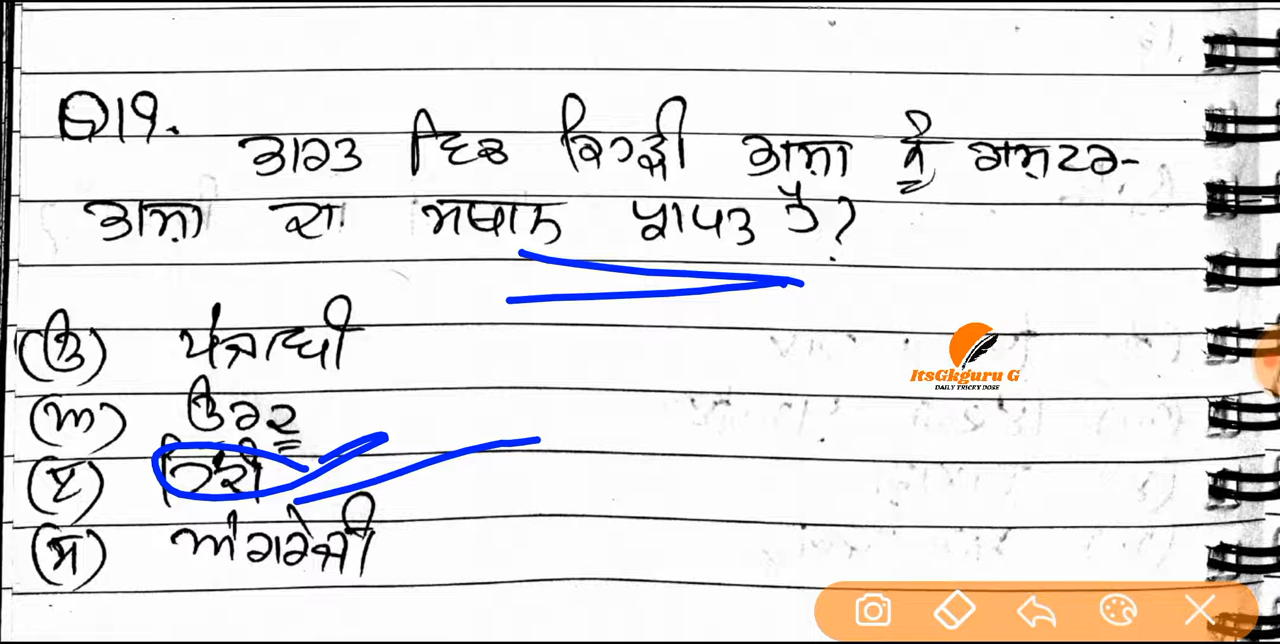 Q19.
ਭਾਰਤ ਵਿਚ ਕਿਹੜੀ ਭਾਸ਼ਾ ਨੂੰ ਰਾਸ਼ਟਰ-
ਭਾਸ਼ਾ ਦਾ ਸਥਾਨ ਪ੍ਰਾਪਤ ਹੈ?
(ੳ) ਪੰਜਾਬੀ
(ਅ) ਉਰਦੂ
(ੲ) ਹਿੰਦੀ
(ਸ) ਅੰਗਰੇਜੀ
ItsGkguru G
DAILY TRICKY DOSE